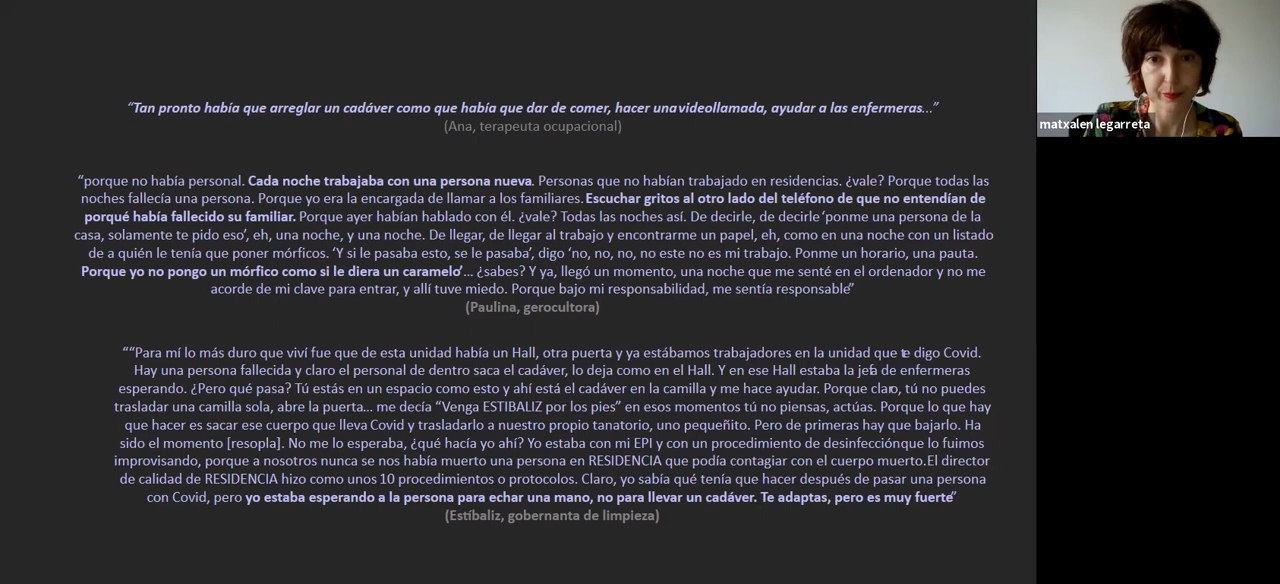 “Tan pronto había que arreglar un cadáver como que había que dar de comer, hacer una videollamada, ayudar a las enfermeras…”
(Ana, terapeuta ocupacional)
“porque no había personal. Cada noche trabajaba con una persona nueva. Personas que no habían trabajado en residencias. ¿vale? Porque todas las
noches fallecía una persona. Porque yo era la encargada de llamar a los familiares. Escuchar gritos al otro lado del teléfono de que no entendían de
porqué había fallecido su familiar. Porque ayer habían hablado con él. ¿vale? Todas las noches así. De decirle, de decirle ‘ponme una persona de la
casa, solamente te pido eso’, eh, una noche, y una noche. De llegar, de llegar al trabajo y encontrarme un papel, eh, como en una noche con un listado
de a quién le tenía que poner mórficos. ‘Y si le pasaba esto, se le pasaba’, digo ‘no, no, no, no este no es mi trabajo. Ponme un horario, una pauta.
Porque yo no pongo un mórfico como si le diera un caramelo’… ¿sabes? Y ya, llegó un momento, una noche que me senté en el ordenador y no me
acorde de mi clave para entrar, y allí tuve miedo. Porque bajo mi responsabilidad, me sentía responsable”
(Paulina, gerocultora)
““Para mí lo más duro que viví fue que de esta unidad había un Hall, otra puerta y ya estábamos trabajadores en la unidad que te digo Covid.
Hay una persona fallecida y claro el personal de dentro saca el cadáver, lo deja como en el Hall. Y en ese Hall estaba la jefa de enfermeras
esperando. ¿Pero qué pasa? Tú estás en un espacio como esto y ahí está el cadáver en la camilla y me hace ayudar. Porque claro, tú no puedes
trasladar una camilla sola, abre la puerta… me decía “Venga ESTIBALIZ por los pies” en esos momentos tú no piensas, actúas. Porque lo que hay
que hacer es sacar ese cuerpo que lleva Covid y trasladarlo a nuestro propio tanatorio, uno pequeñito. Pero de primeras hay que bajarlo. Ha
sido el momento [resopla]. No me lo esperaba, ¿qué hacía yo ahí? Yo estaba con mi EPI y con un procedimiento de desinfección que lo fuimos
improvisando, porque a nosotros nunca se nos había muerto una persona en RESIDENCIA que podía contagiar con el cuerpo muerto. El director
de calidad de RESIDENCIA hizo como unos 10 procedimientos o protocolos. Claro, yo sabía qué tenía que hacer después de pasar una persona
con Covid, pero yo estaba esperando a la persona para echar una mano, no para llevar un cadáver. Te adaptas, pero es muy fuerte”
(Estíbaliz, gobernanta de limpieza)
matxalen legarreta